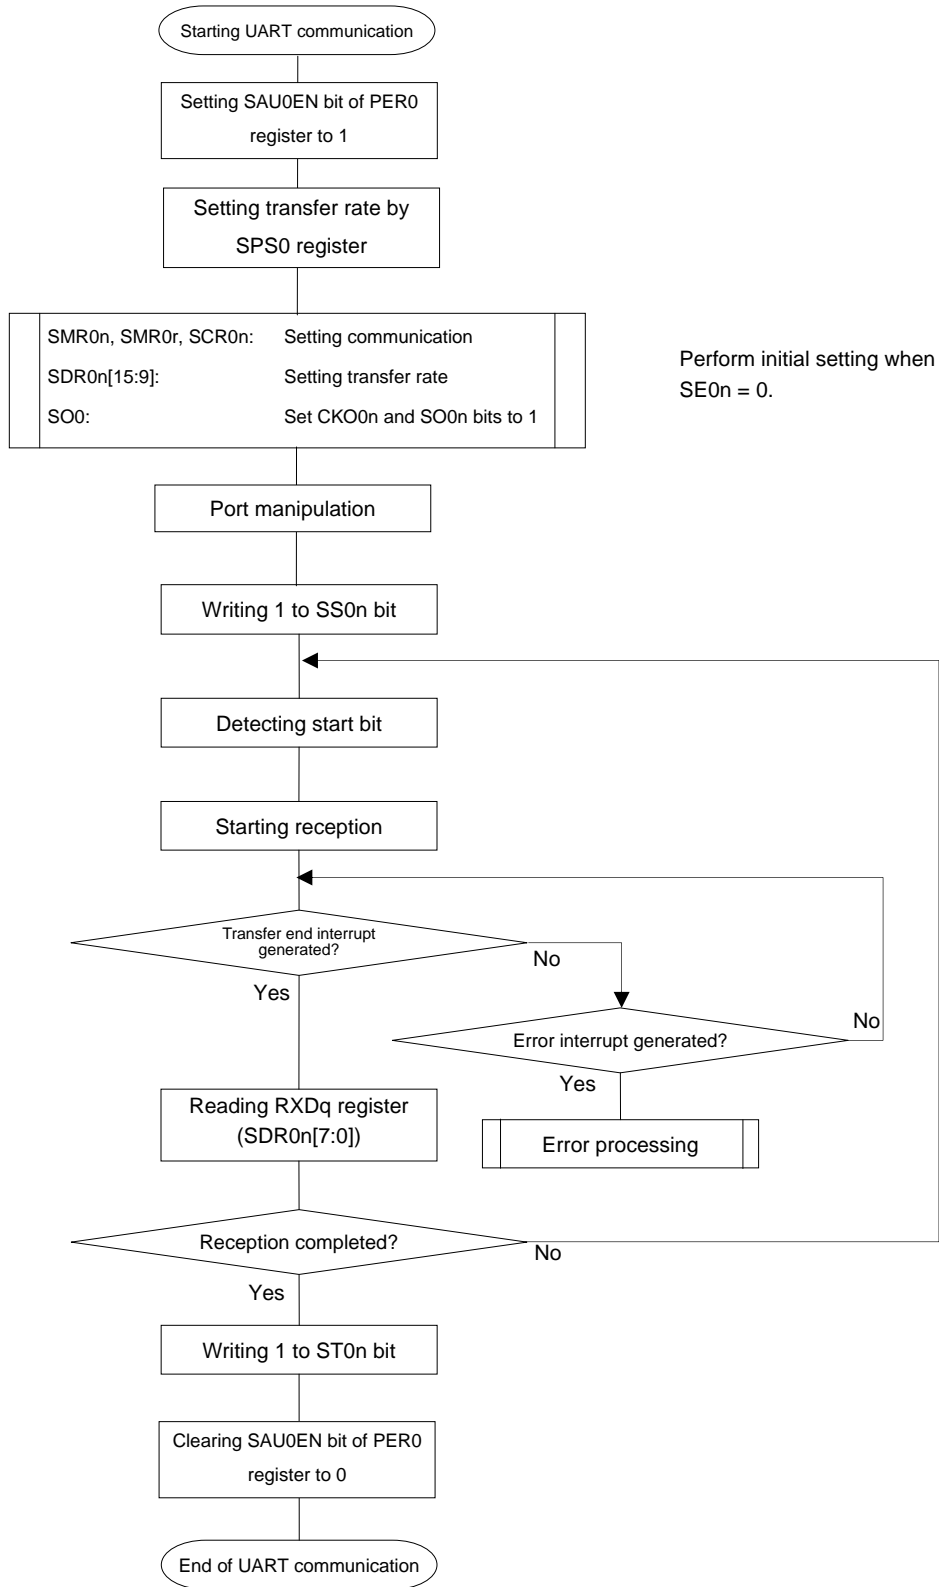 Starting UART communication
Setting SAU0EN bit of PER0
register to 1
Setting transfer rate by
SPS0 register
SMR0n, SMR0r, SCR0n: Setting communication
SDR0n[15:9]: Setting transfer rate
SO0: Set CKO0n and SO0n bits to 1
Perform initial setting when
SE0n = 0.
Port manipulation
Writing 1 to SS0n bit
Detecting start bit
Starting reception
Transfer end interrupt
generated?
No
Yes
Error interrupt generated?
No
Yes
Reading RXDq register
(SDR0n[7:0])
Error processing
Reception completed?
No
Yes
Writing 1 to ST0n bit
Clearing SAU0EN bit of PER0
register to 0
End of UART communication